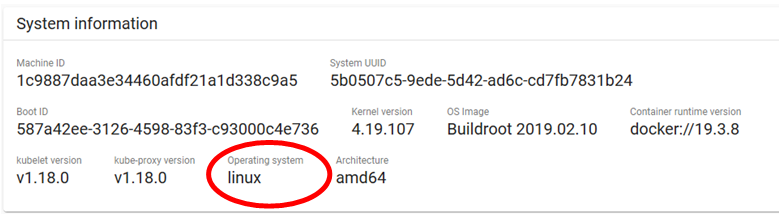 System information
Machine ID System UUID
1c9887daa3e34460afdf21a1d338c9a5 5b0507c5-9ede-5d42-ad6c-cd7fb7831b24
Boot ID Kernel version OS Image Container runtime version
587a42ee-3126-4598-83f3-c93000c4e736 4.19.107 Buildroot 2019.02.10 docker://19.3.8
kubelet version kube-proxy version Operating system Architecture
v1.18.0 v1.18.0 linux amd64